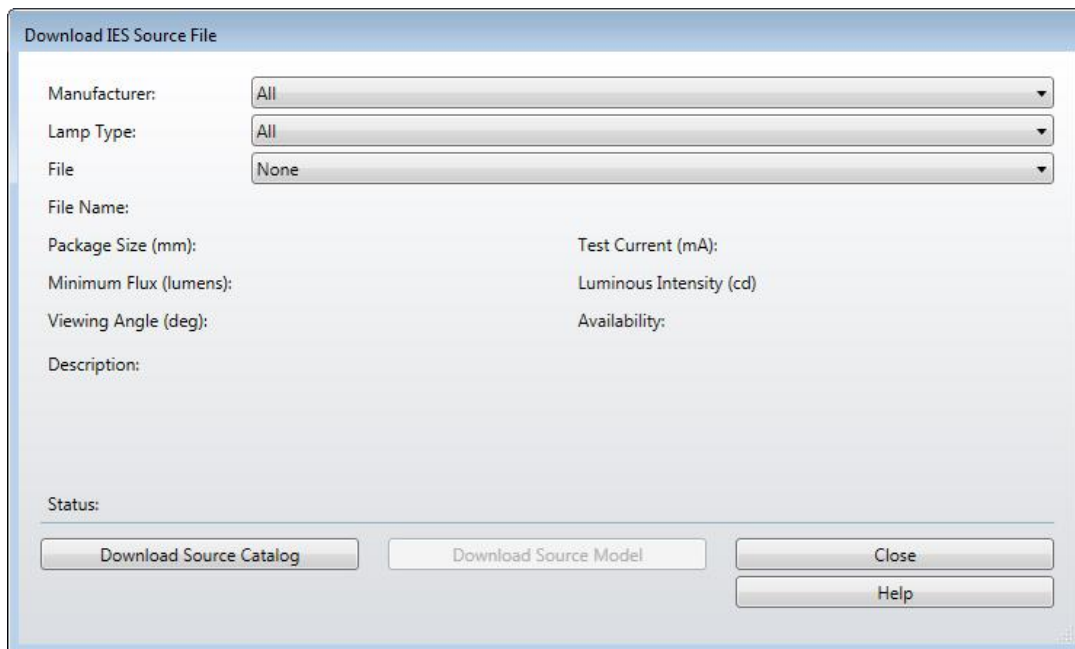 Download IES Source File
Manufacturer: All
Lamp Type: All
File None
File Name:
Package Size (mm): Test Current (mA):
Minimum Flux (lumens): Luminous Intensity (cd)
Viewing Angle (deg): Availability:
Description:
Status:
Download Source Catalog Download Source Model Close
Help